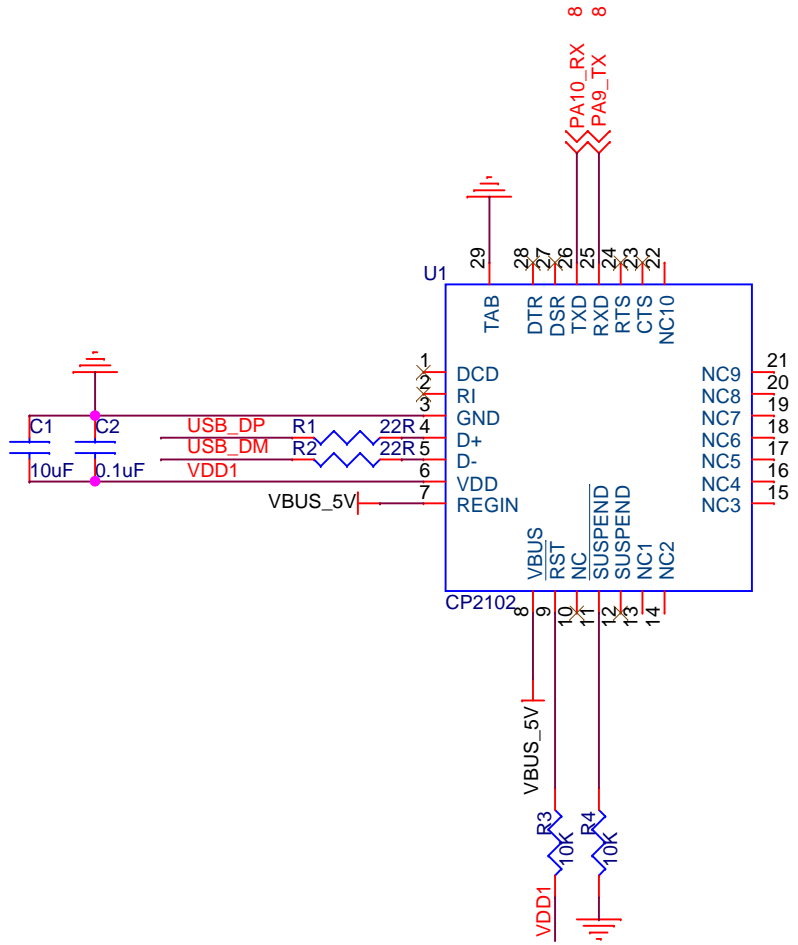 8 8
PA10_RX
PA9_TX
29 28 27 26 25 24 23 22
U1
TAB DTR DSR TXD RXD RTS CTS NC10
1 DCD
2 RI
3 GND
4 D+
5 D-
6 VDD
7 REGIN
NC9 21
NC8 20
NC7 19
NC6 18
NC5 17
NC4 16
NC3 15
C1 C2
10uF 0.1uF
USB_DP R1 22R
USB_DM R2 22R
VDD1
VBUS_5V
VBUS RST NC SUSPEND SUSPEND NC1 NC2
CP2102
8 9 10 11 12 13 14
VBUS_5V
R3 10K
R4 10K
VDD1